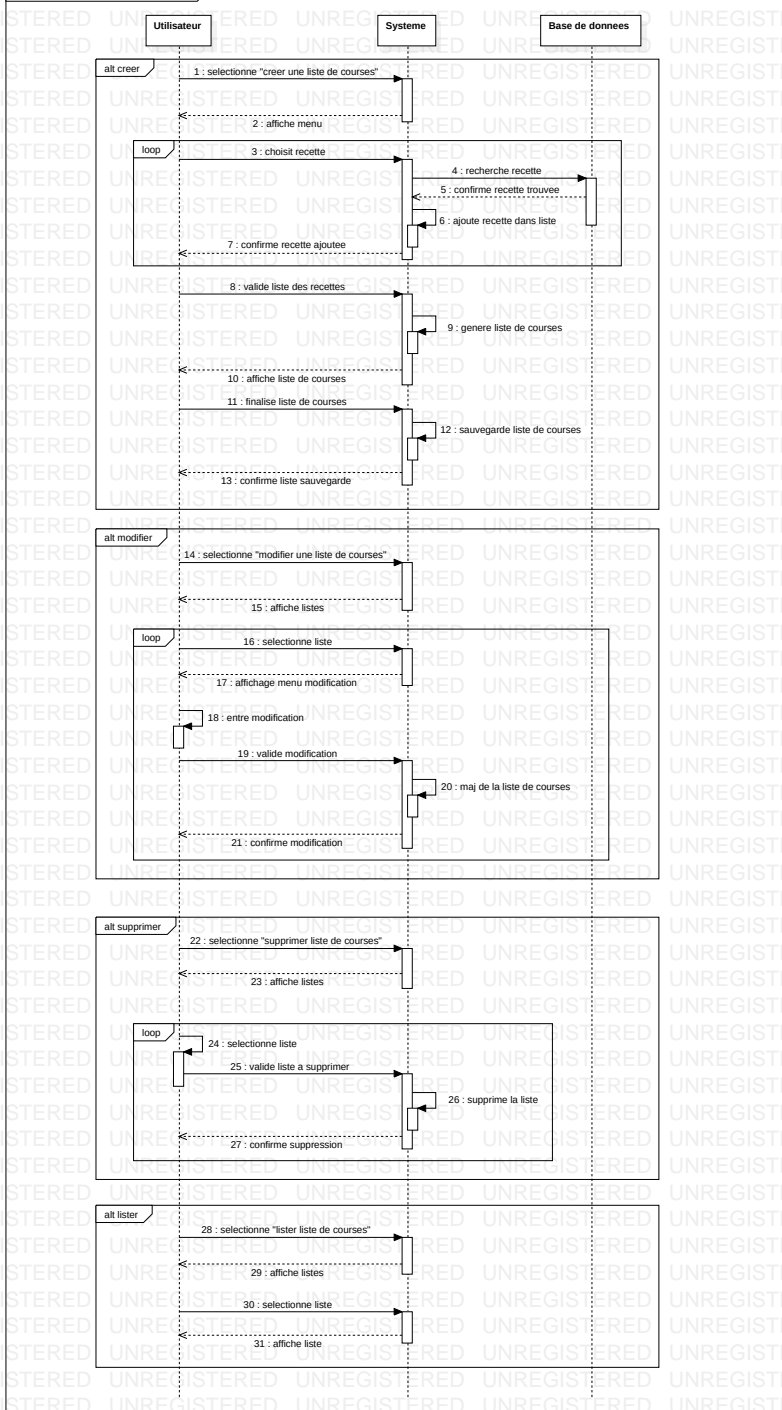 Utilisateur
Systeme
Base de donnees
alt creer
1 : selectionne "creer une liste de courses"
2 : affiche menu
loop
3 : choisit recette
4 : recherche recette
5 : confirme recette trouvee
6 : ajoute recette dans liste
7 : confirme recette ajoutee
8 : valide liste des recettes
9 : genere liste de courses
10 : affiche liste de courses
11 : finalise liste de courses
12 : sauvegarde liste de courses
13 : confirme liste sauvegarde
alt modifier
14 : selectionne "modifier une liste de courses"
15 : affiche listes
loop
16 : selectionne liste
17 : affichage menu modification
18 : entre modification
19 : valide modification
20 : maj de la liste de courses
21 : confirme modification
alt supprimer
22 : selectionne "supprimer liste de courses"
23 : affiche listes
loop
24 : selectionne liste
25 : valide liste a supprimer
26 : supprime la liste
27 : confirme suppression
alt lister
28 : selectionne "lister liste de courses"
29 : affiche listes
30 : selectionne liste
31 : affiche liste
UNREGISTERED